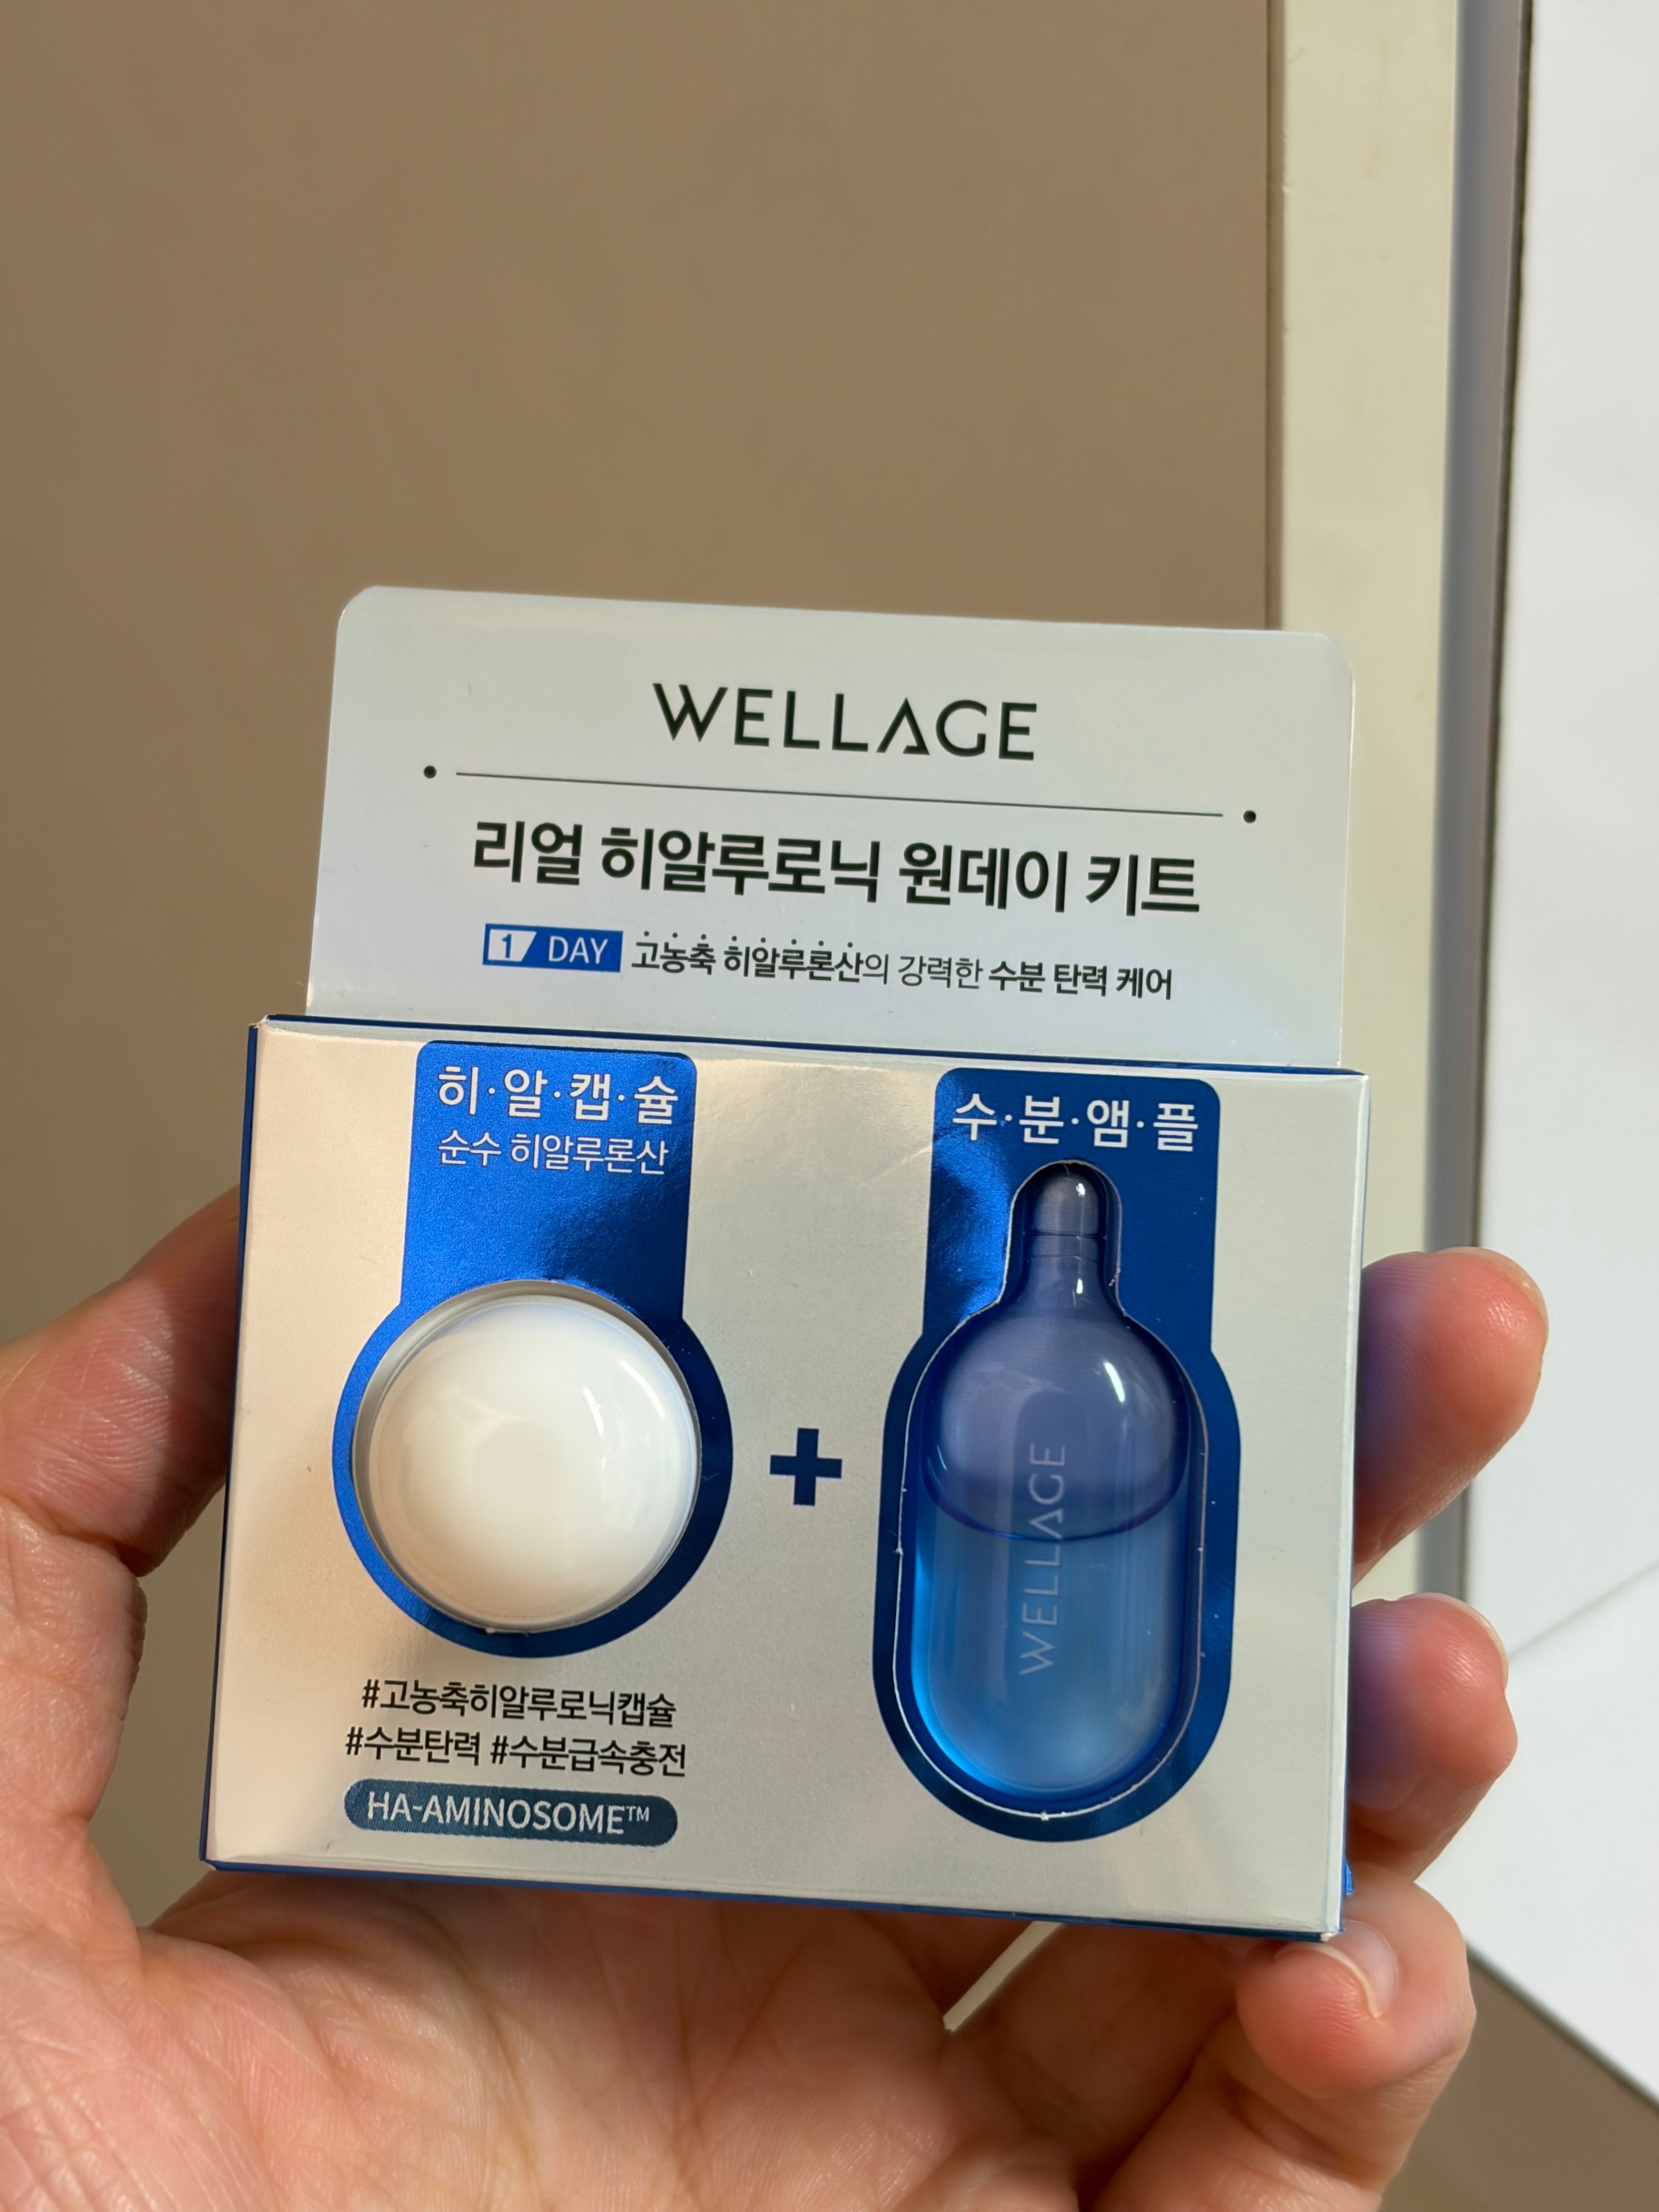 WELLAGE
리얼 히알루로닉 원데이 키트
1 DAY 고농축 히알루론산의 강력한 수분 탄력 케어
히·알·캡·슐
순수 히알루론산
#고농축히알루로닉캡슐
#수분탄력 #수분급속충전
HA-AMINOSOME™
+
수·분·앰·플
WELLAGE